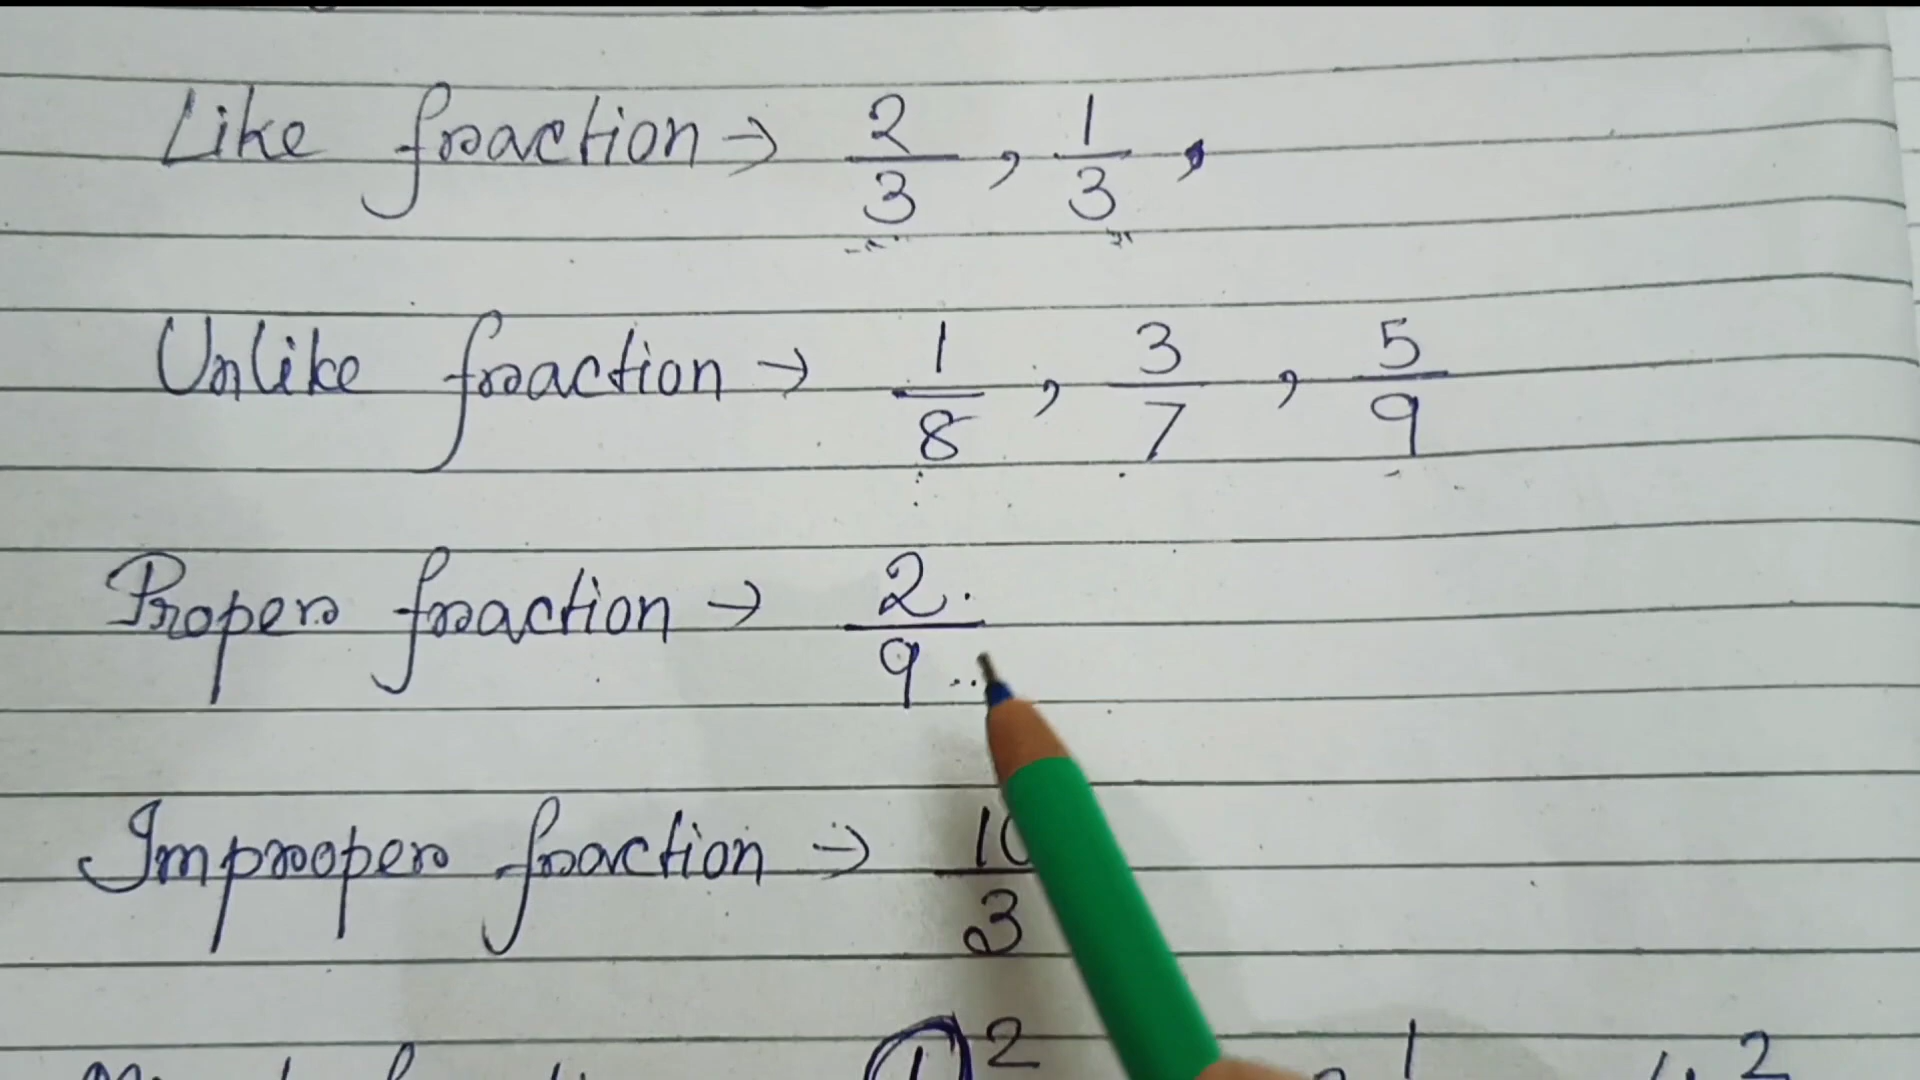 Like fraction → 2/3, 1/3,
Unlike fraction → 1/8, 3/7, 5/9
Proper fraction → 2/9
Improper fraction → 10/3